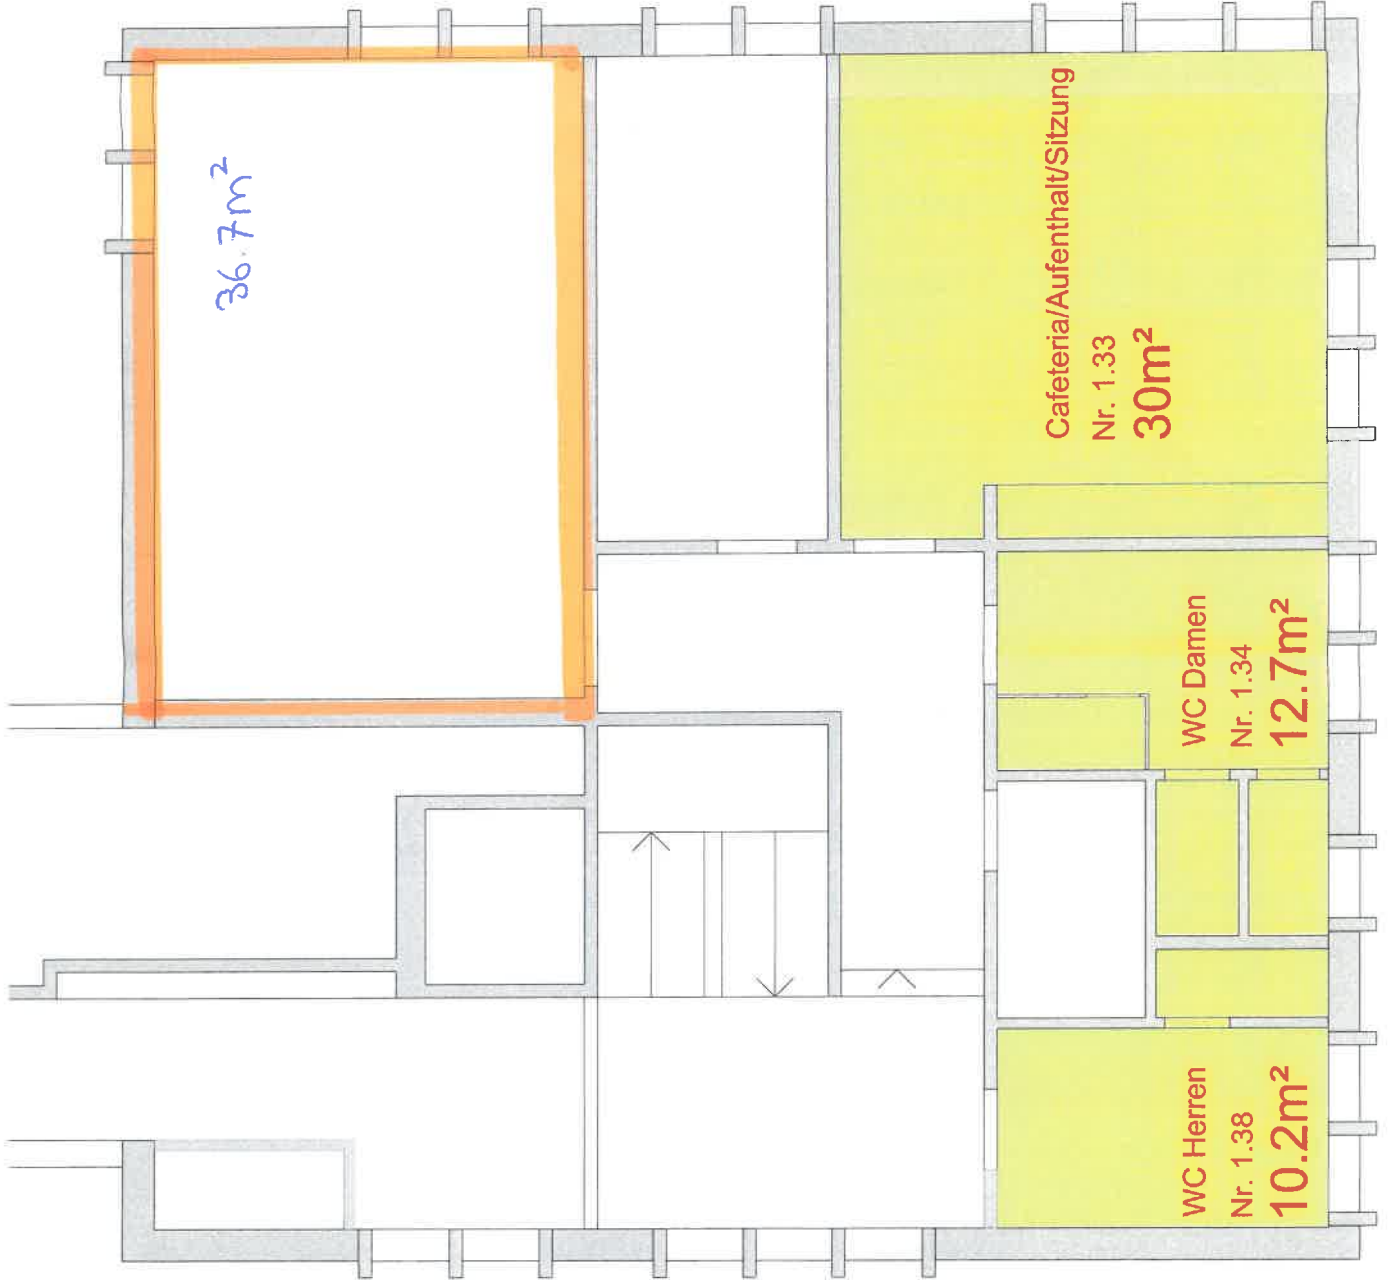 36.7m²
Cafeteria/Aufenthalt/Sitzung
Nr. 1.33
30m²
WC Damen
Nr. 1.34
12.7m²
WC Herren
Nr. 1.38
10.2m²